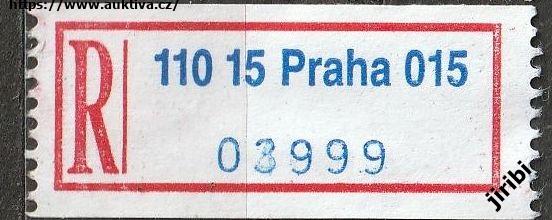 https://www.auktiva.cz/
R
110 15 Praha 015
03999
jiribi